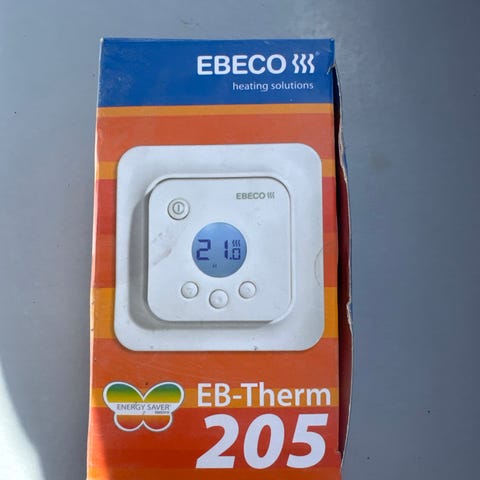 EBECO
heating solutions
EBECO
21.0
ENERGY SAVER
EB-Therm
205